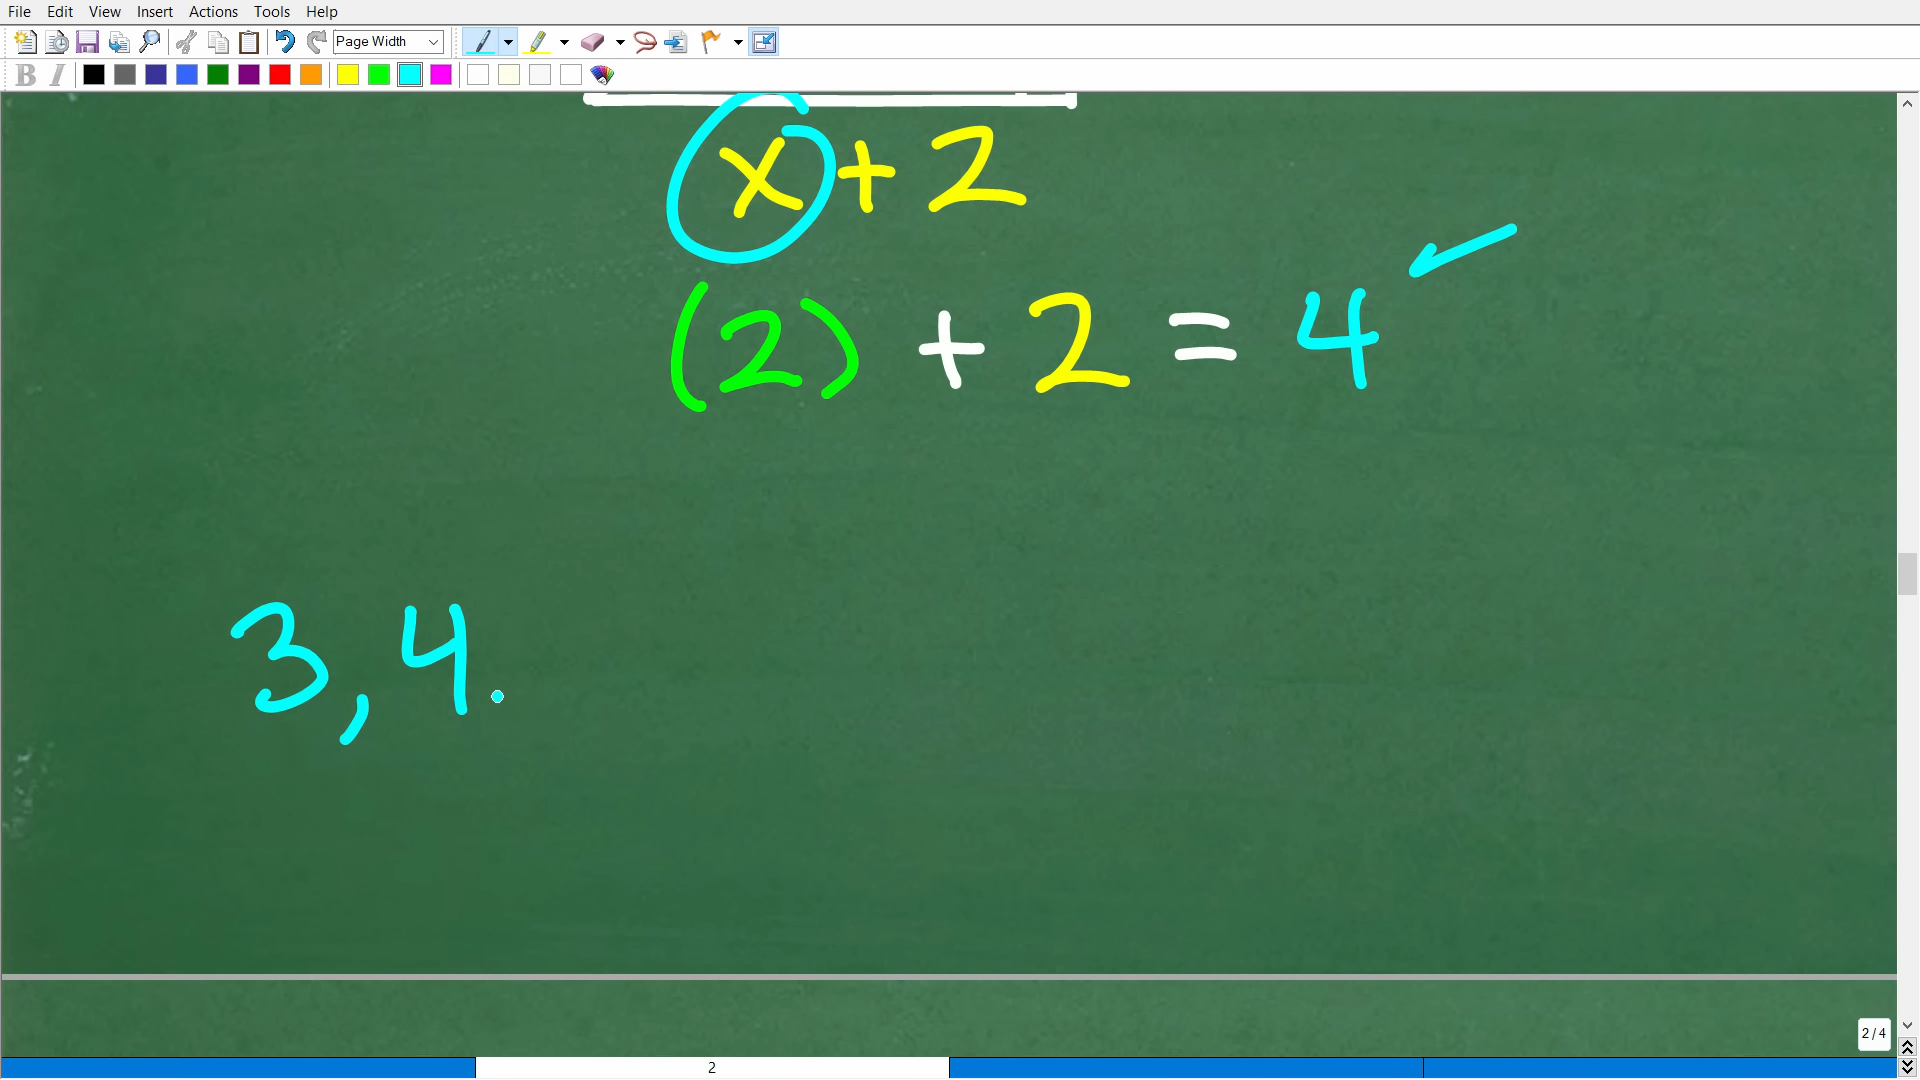 File Edit View Insert Actions Tools Help
Page Width
B I
x + 2
(2) + 2 = 4
3, 4
2 / 4
2